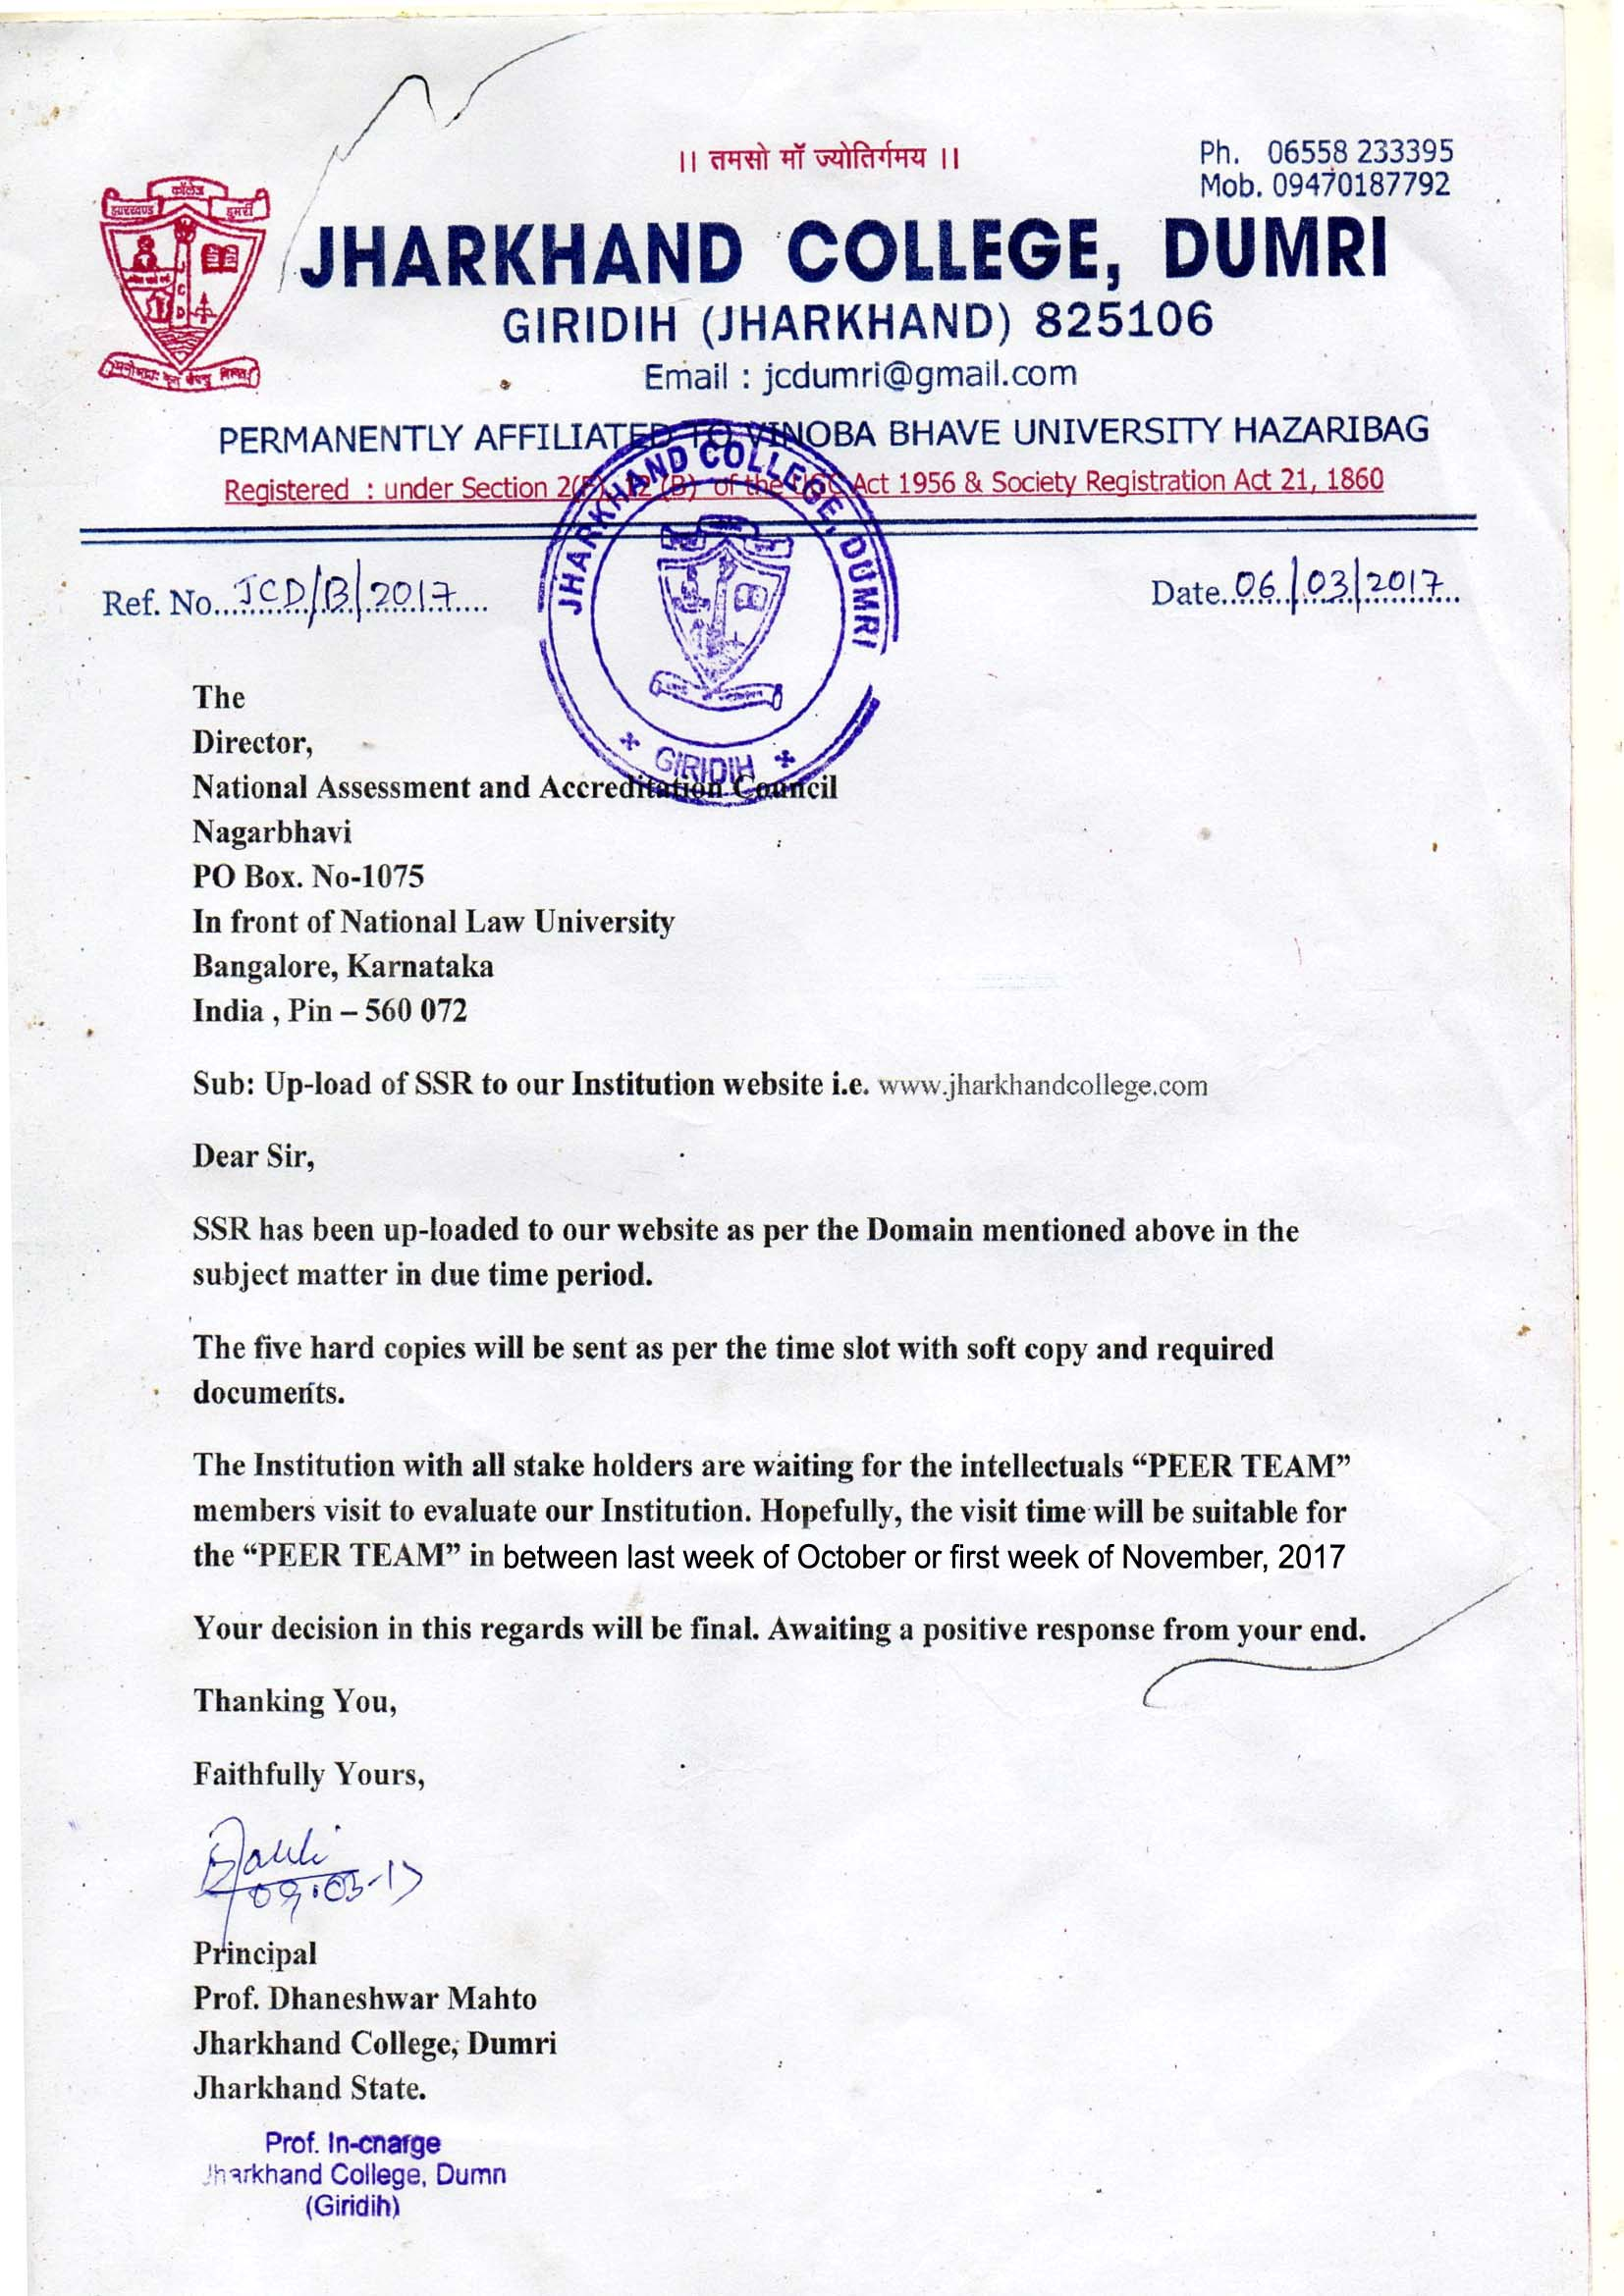 || तमसो माँ ज्योतिर्गमय ||
Ph. 06558 233395
Mob. 09470187792
कॉलेज
झारखण्ड डुमरी
JHARKHAND COLLEGE, DUMRI
GIRIDIH (JHARKHAND) 825106
Email : jcdumri@gmail.com
PERMANENTLY AFFILIATED TO VINOBA BHAVE UNIVERSITY HAZARIBAG
Registered : under Section 2(F), 12 (B) of the UGC Act 1956 & Society Registration Act 21, 1860
JHARKHAND COLLEGE, DUMRI
GIRIDIH
Ref. No. JCD/B/2017
Date. 06/03/2017
The
Director,
National Assessment and Accreditation Council
Nagarbhavi
PO Box. No-1075
In front of National Law University
Bangalore, Karnataka
India , Pin – 560 072
Sub: Up-load of SSR to our Institution website i.e. www.jharkhandcollege.com
Dear Sir,
SSR has been up-loaded to our website as per the Domain mentioned above in the
subject matter in due time period.
The five hard copies will be sent as per the time slot with soft copy and required
documents.
The Institution with all stake holders are waiting for the intellectuals “PEER TEAM”
members visit to evaluate our Institution. Hopefully, the visit time will be suitable for
the “PEER TEAM” in between last week of October or first week of November, 2017
Your decision in this regards will be final. Awaiting a positive response from your end.
Thanking You,
Faithfully Yours,
Principal
Prof. Dhaneshwar Mahto
Jharkhand College, Dumri
Jharkhand State.
Prof. In-charge
Jharkhand College, Dumri
(Giridih)